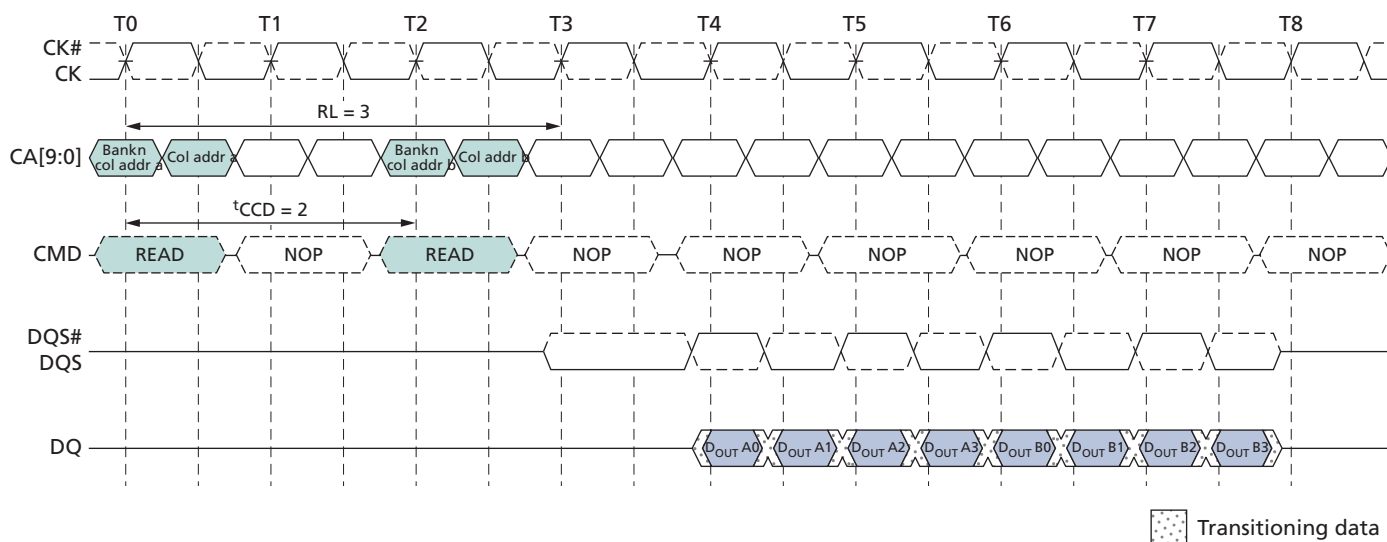 T0 T1 T2 T3 T4 T5 T6 T7 T8
CK#
CK
RL = 3
CA[9:0]
Bankn
col addr a
Col addr a
Bankn
col addr b
Col addr b
tCCD = 2
CMD READ NOP READ NOP NOP NOP NOP NOP NOP
DQS#
DQS
DQ DOUT A0 DOUT A1 DOUT A2 DOUT A3 DOUT B0 DOUT B1 DOUT B2 DOUT B3
Transitioning data